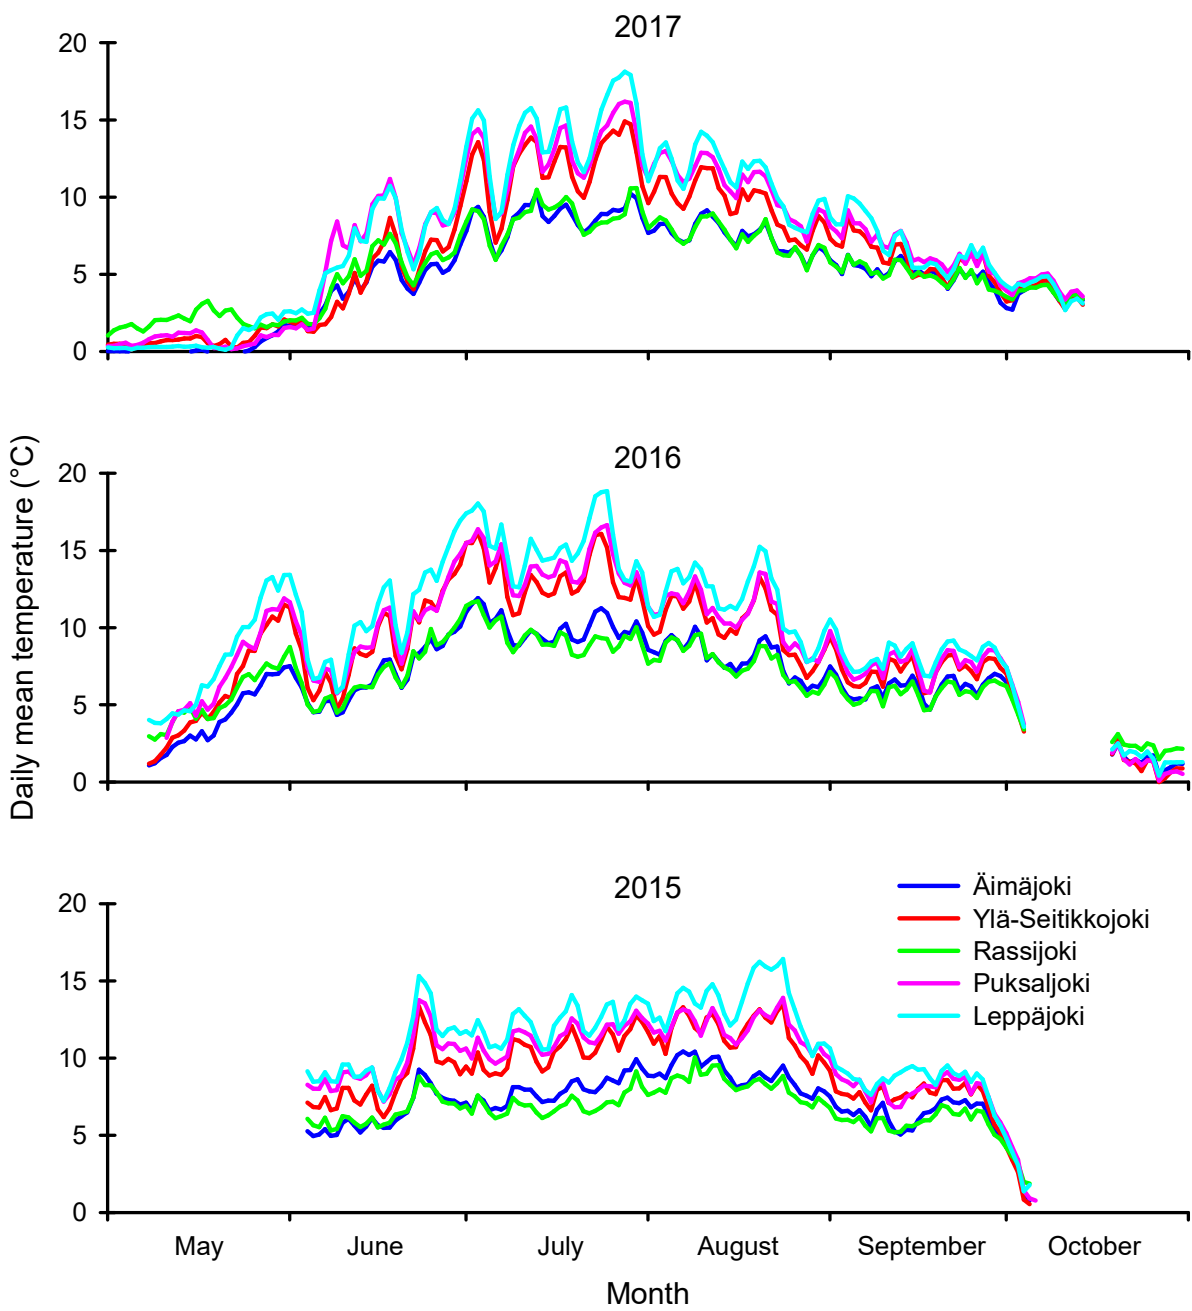 2017
20
15
10
5
0
Daily mean temperature (°C)
2016
20
15
10
5
0
2015
20
15
10
5
0
Äimäjoki
Ylä-Seitikkojoki
Rassijoki
Puksaljoki
Leppäjoki
May June July August September October
Month